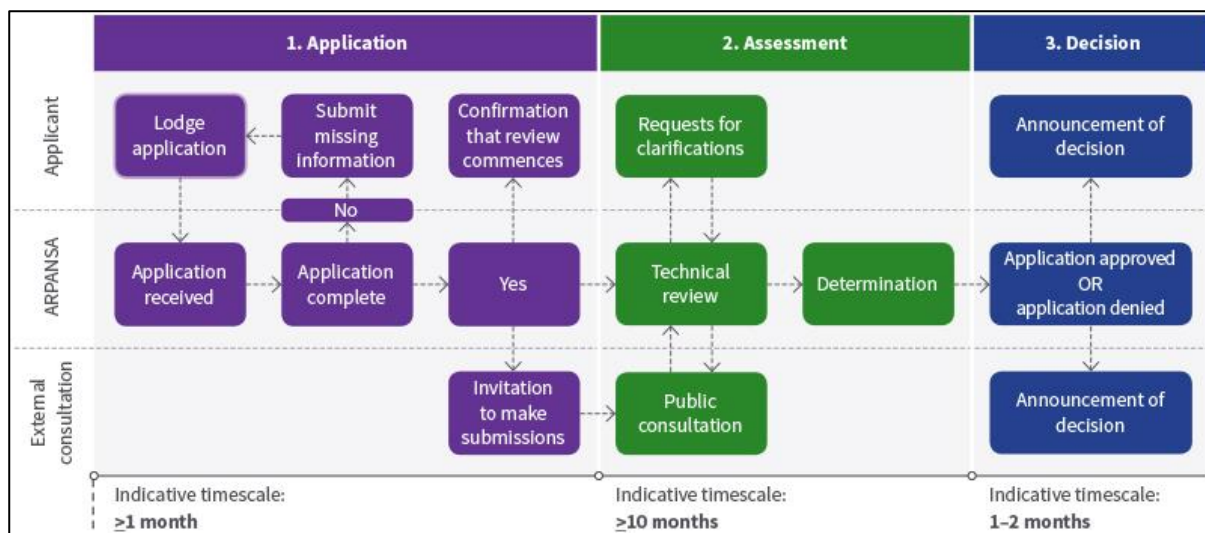 1. Application
2. Assessment
3. Decision
Applicant
Lodge
application
Submit
missing
information
Confirmation
that review
commences
Requests for
clarifications
Announcement of
decision
No
ARPANSA
Application
received
Application
complete
Yes
Technical
review
Determination
Application approved
OR
application denied
External
consultation
Invitation
to make
submissions
Public
consultation
Announcement of
decision
Indicative timescale:
≥1 month
Indicative timescale:
≥10 months
Indicative timescale:
1–2 months